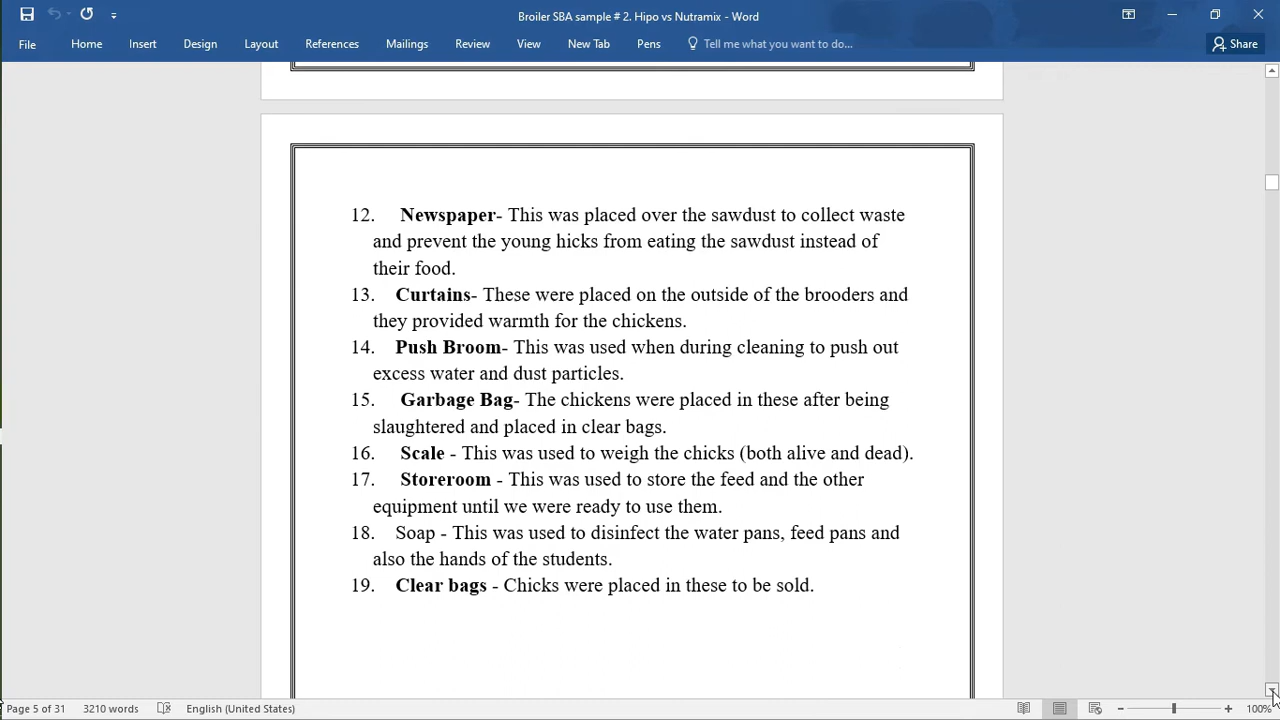 Broiler SBA sample # 2. Hipo vs Nutramix - Word
File Home Insert Design Layout References Mailings Review View New Tab Pens Tell me what you want to do... Share
12. Newspaper- This was placed over the sawdust to collect waste
and prevent the young hicks from eating the sawdust instead of
their food.
13. Curtains- These were placed on the outside of the brooders and
they provided warmth for the chickens.
14. Push Broom- This was used when during cleaning to push out
excess water and dust particles.
15. Garbage Bag- The chickens were placed in these after being
slaughtered and placed in clear bags.
16. Scale - This was used to weigh the chicks (both alive and dead).
17. Storeroom - This was used to store the feed and the other
equipment until we were ready to use them.
18. Soap - This was used to disinfect the water pans, feed pans and
also the hands of the students.
19. Clear bags - Chicks were placed in these to be sold.
Page 5 of 31 3210 words English (United States) 100%